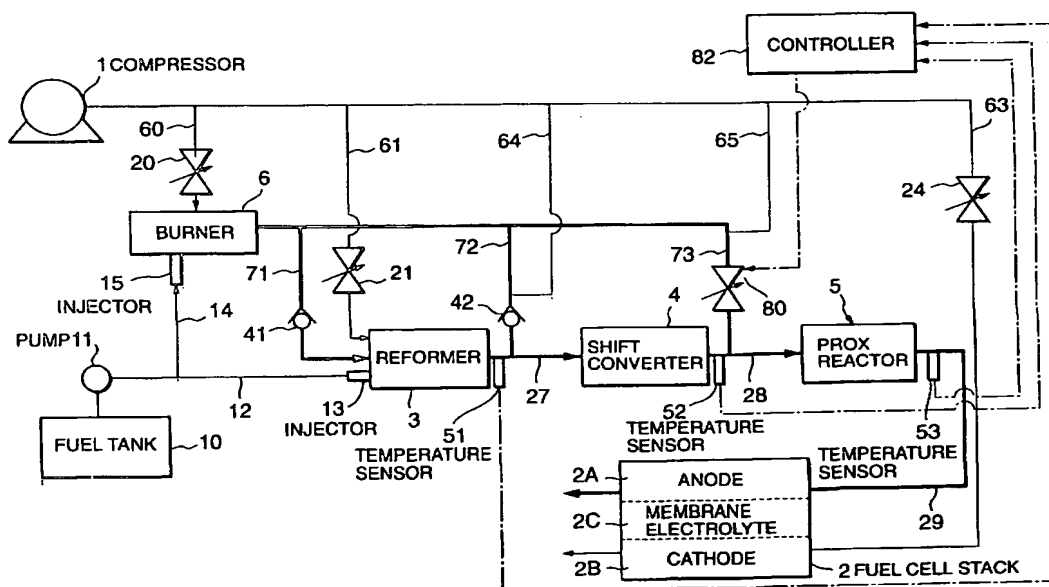 CONTROLLER
82
1 COMPRESSOR
60
61
64
65
63
20
6
24
BURNER
15
71
21
72
73
INJECTOR
14
41
42
4
80
5
PUMP 11
REFORMER
SHIFT
CONVERTER
PROX
REACTOR
12
13
3
51
27
52
28
53
INJECTOR
FUEL TANK
10
TEMPERATURE
SENSOR
TEMPERATURE
SENSOR
TEMPERATURE
SENSOR
2A
ANODE
29
2C
MEMBRANE
ELECTROLYTE
2B
CATHODE
2 FUEL CELL STACK